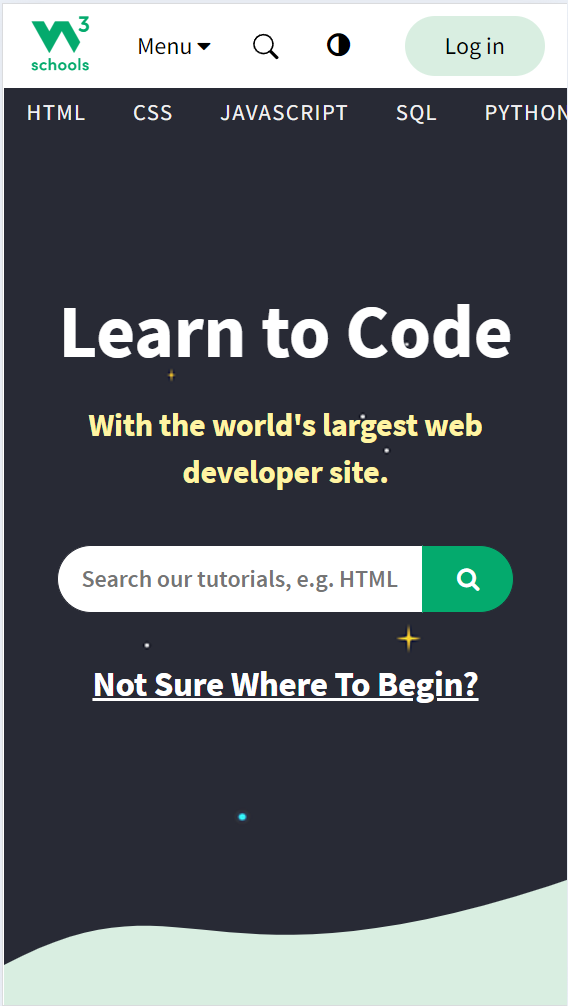 W3
schools
Menu
Log in
HTML CSS JAVASCRIPT SQL PYTHON
Learn to Code
With the world's largest web
developer site.
Search our tutorials, e.g. HTML
Not Sure Where To Begin?